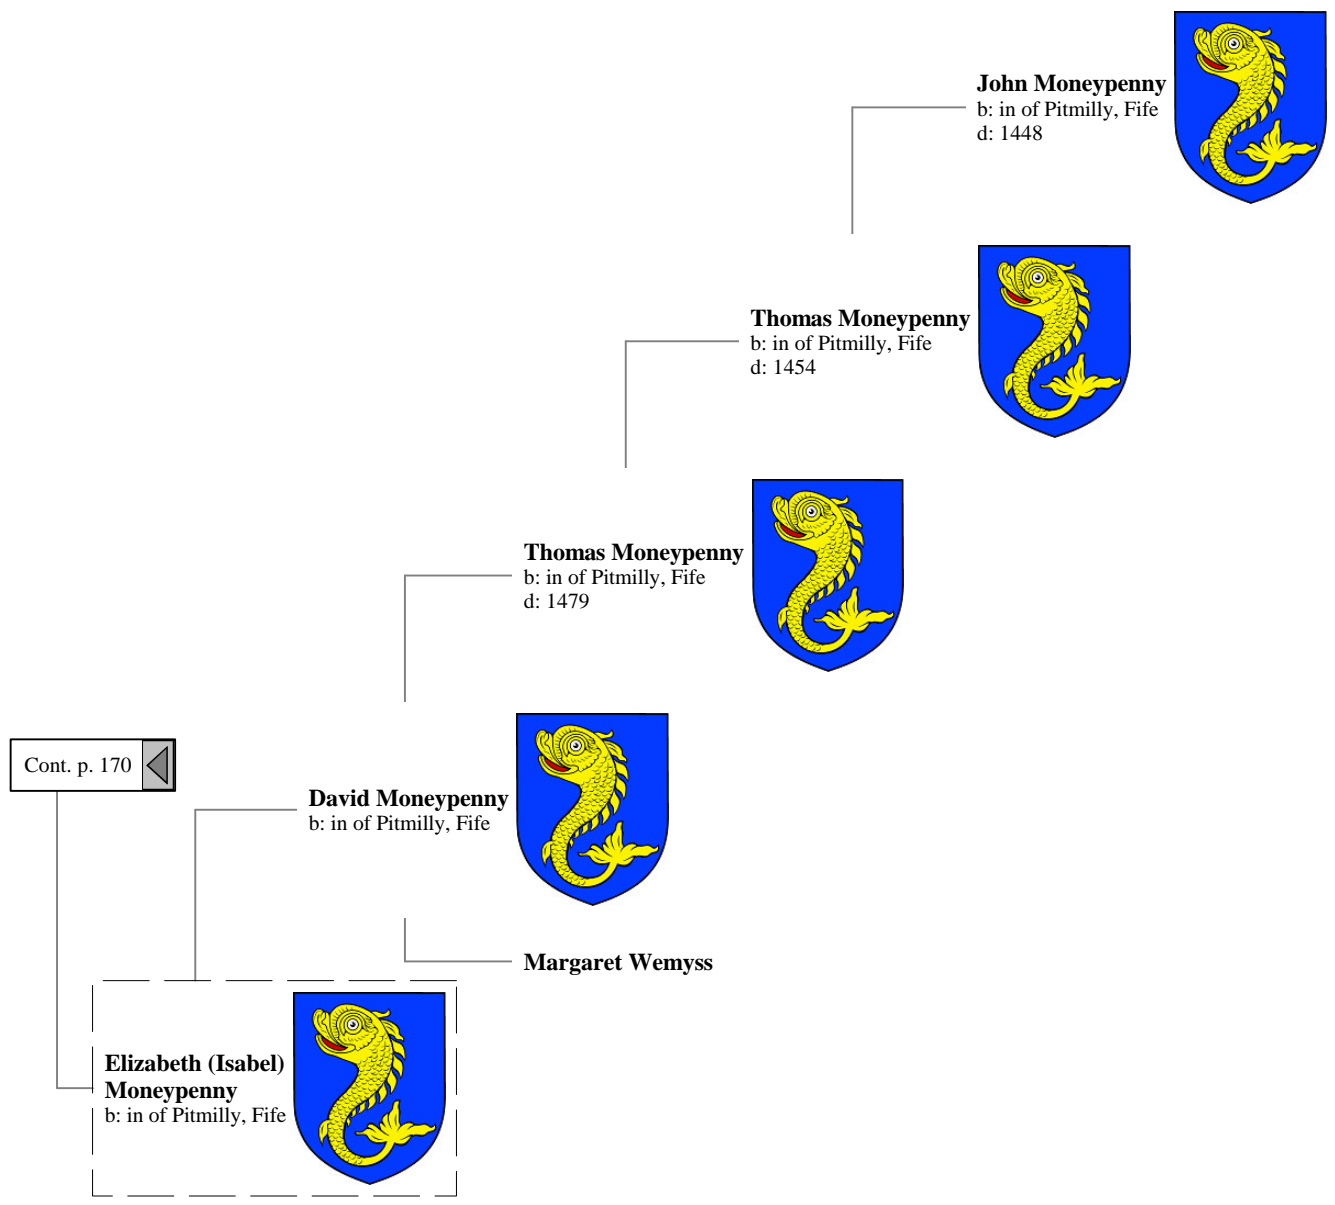 John Moneypenny
b: in of Pitmilly, Fife
d: 1448
Thomas Moneypenny
b: in of Pitmilly, Fife
d: 1454
Thomas Moneypenny
b: in of Pitmilly, Fife
d: 1479
Cont. p. 170
David Moneypenny
b: in of Pitmilly, Fife
Margaret Wemyss
Elizabeth (Isabel)
Moneypenny
b: in of Pitmilly, Fife